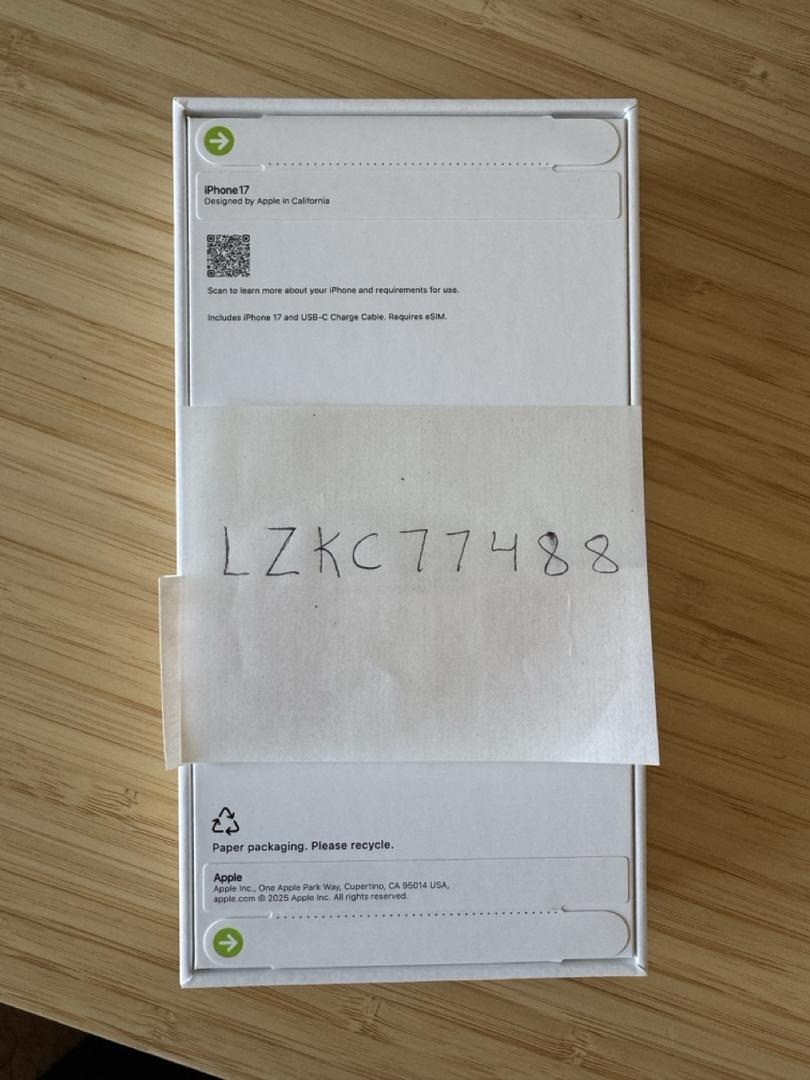 iPhone 17
Designed by Apple in California
Scan to learn more about your iPhone and requirements for use.
Includes iPhone 17 and USB-C Charge Cable. Requires eSIM.
LZKC77488
Paper packaging. Please recycle.
Apple
Apple Inc., One Apple Park Way, Cupertino, CA 95014 USA,
apple.com © 2025 Apple Inc. All rights reserved.